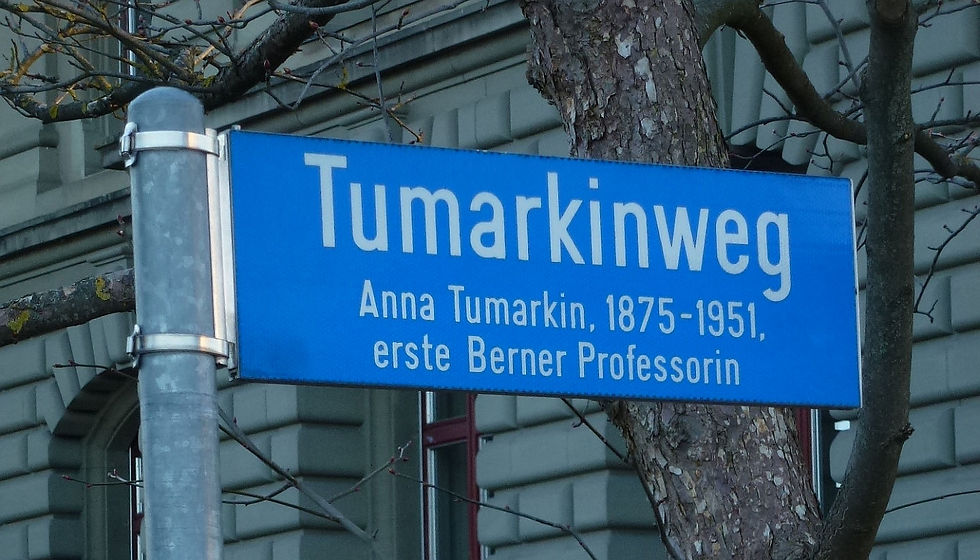 Tumarkinweg
Anna Tumarkin, 1875-1951,
erste Berner Professorin